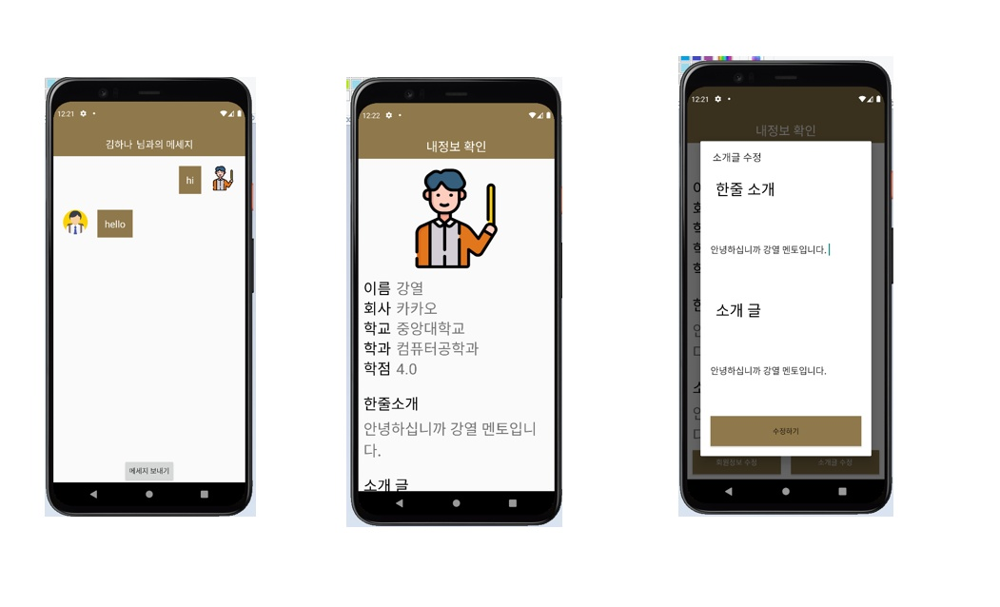 12:21
김하나 님과의 메세지
hi
hello
메세지 보내기
12:22
내정보 확인
이름 강열
회사 카카오
학교 중앙대학교
학과 컴퓨터공학과
학점 4.0
한줄소개
안녕하십니까 강열 멘토입니
다.
소개 글
12:21
내정보 확인
소개글 수정
한줄 소개
안녕하십니까 강열 멘토입니다.
소개 글
안녕하십니까 강열 멘토입니다.
수정하기
회원정보 수정
소개글 수정